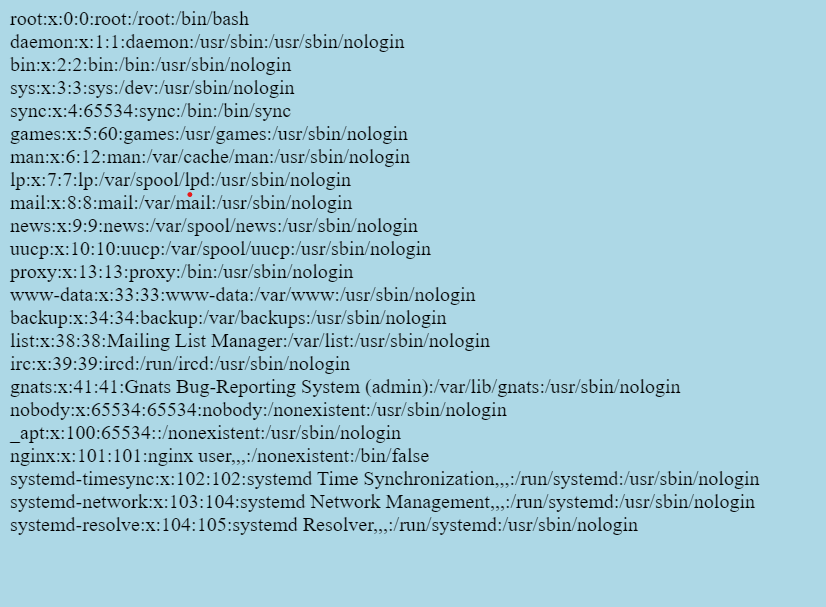 root:x:0:0:root:/root:/bin/bash
daemon:x:1:1:daemon:/usr/sbin:/usr/sbin/nologin
bin:x:2:2:bin:/bin:/usr/sbin/nologin
sys:x:3:3:sys:/dev:/usr/sbin/nologin
sync:x:4:65534:sync:/bin:/bin/sync
games:x:5:60:games:/usr/games:/usr/sbin/nologin
man:x:6:12:man:/var/cache/man:/usr/sbin/nologin
lp:x:7:7:lp:/var/spool/lpd:/usr/sbin/nologin
mail:x:8:8:mail:/var/mail:/usr/sbin/nologin
news:x:9:9:news:/var/spool/news:/usr/sbin/nologin
uucp:x:10:10:uucp:/var/spool/uucp:/usr/sbin/nologin
proxy:x:13:13:proxy:/bin:/usr/sbin/nologin
www-data:x:33:33:www-data:/var/www:/usr/sbin/nologin
backup:x:34:34:backup:/var/backups:/usr/sbin/nologin
list:x:38:38:Mailing List Manager:/var/list:/usr/sbin/nologin
irc:x:39:39:ircd:/run/ircd:/usr/sbin/nologin
gnats:x:41:41:Gnats Bug-Reporting System (admin):/var/lib/gnats:/usr/sbin/nologin
nobody:x:65534:65534:nobody:/nonexistent:/usr/sbin/nologin
_apt:x:100:65534::/nonexistent:/usr/sbin/nologin
nginx:x:101:101:nginx user,,,:/nonexistent:/bin/false
systemd-timesync:x:102:102:systemd Time Synchronization,,,:/run/systemd:/usr/sbin/nologin
systemd-network:x:103:104:systemd Network Management,,,:/run/systemd:/usr/sbin/nologin
systemd-resolve:x:104:105:systemd Resolver,,,:/run/systemd:/usr/sbin/nologin